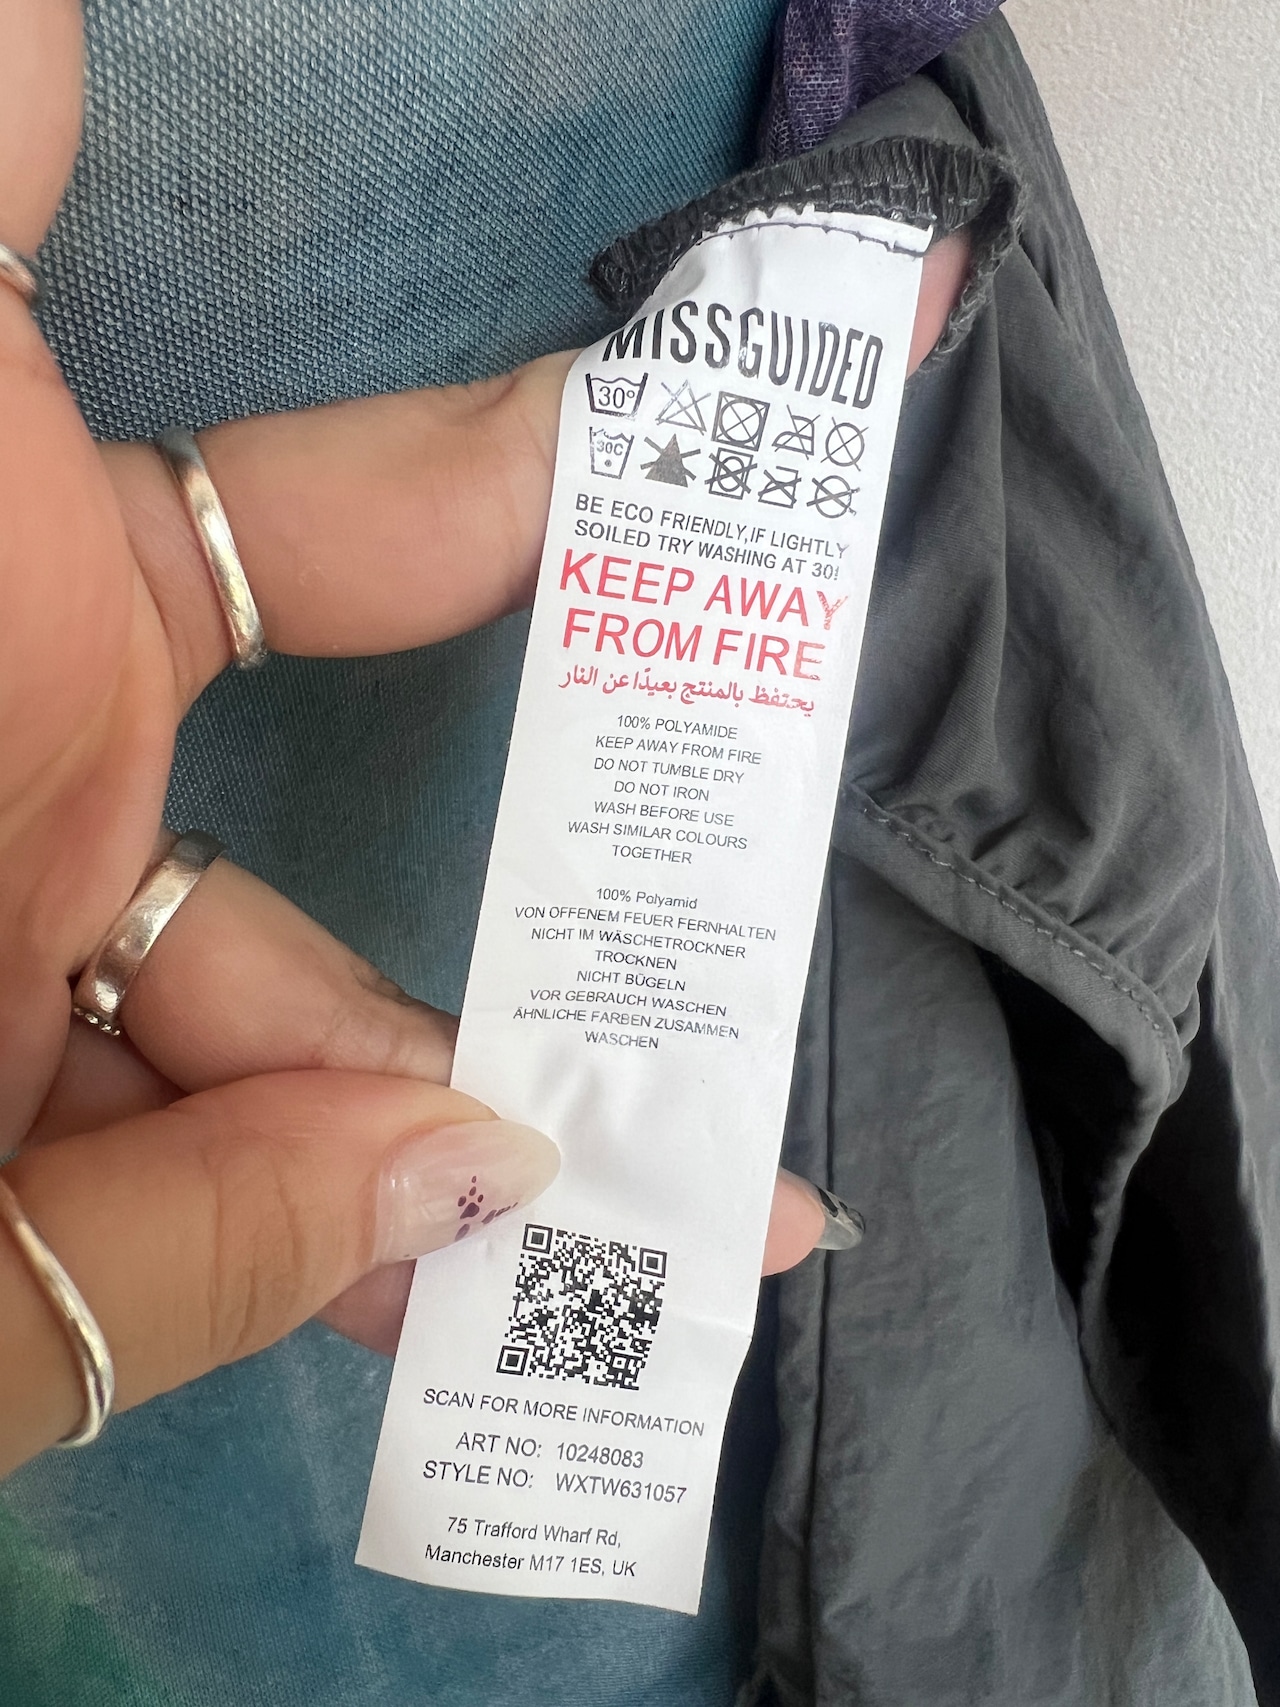 MISSGUIDED
30°
30C
BE ECO FRIENDLY,IF LIGHTLY
SOILED TRY WASHING AT 30!
KEEP AWAY
FROM FIRE
يحتفظ بالمنتج بعيدًا عن النار
100% POLYAMIDE
KEEP AWAY FROM FIRE
DO NOT TUMBLE DRY
DO NOT IRON
WASH BEFORE USE
WASH SIMILAR COLOURS
TOGETHER
100% Polyamid
VON OFFENEM FEUER FERNHALTEN
NICHT IM WÄSCHETROCKNER
TROCKNEN
NICHT BÜGELN
VOR GEBRAUCH WASCHEN
ÄHNLICHE FARBEN ZUSAMMEN
WASCHEN
SCAN FOR MORE INFORMATION
ART NO: 10248083
STYLE NO: WXTW631057
75 Trafford Wharf Rd,
Manchester M17 1ES, UK